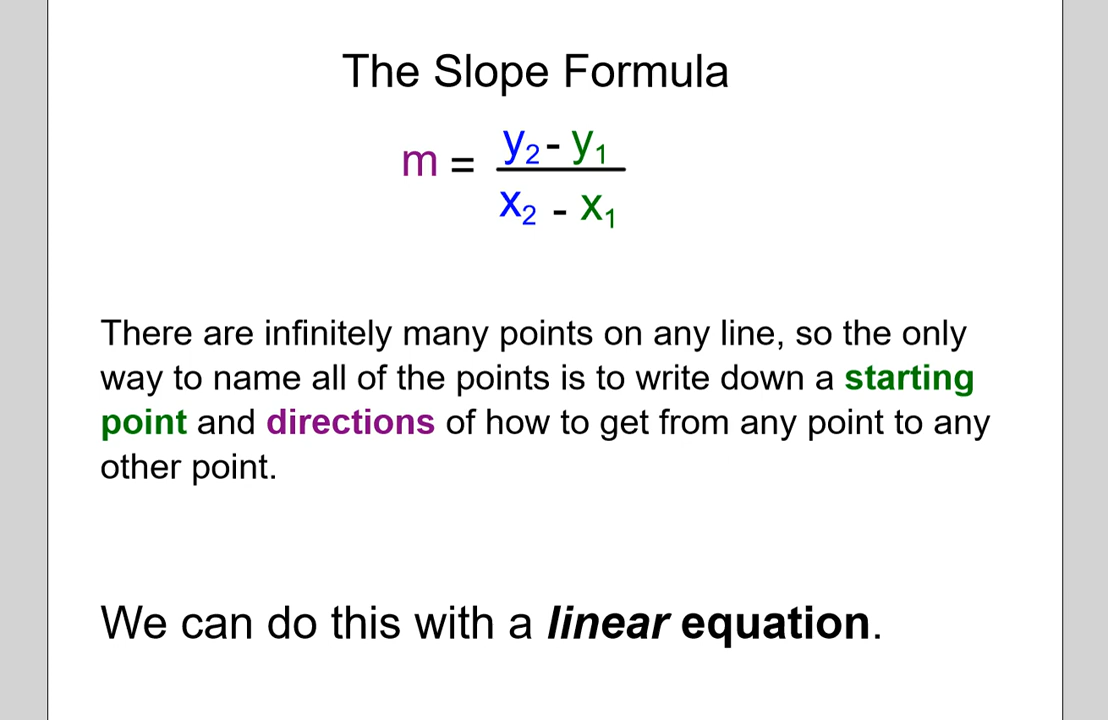 The Slope Formula
m = y₂ - y₁
x₂ - x₁
There are infinitely many points on any line, so the only
way to name all of the points is to write down a starting
point and directions of how to get from any point to any
other point.
We can do this with a linear equation.